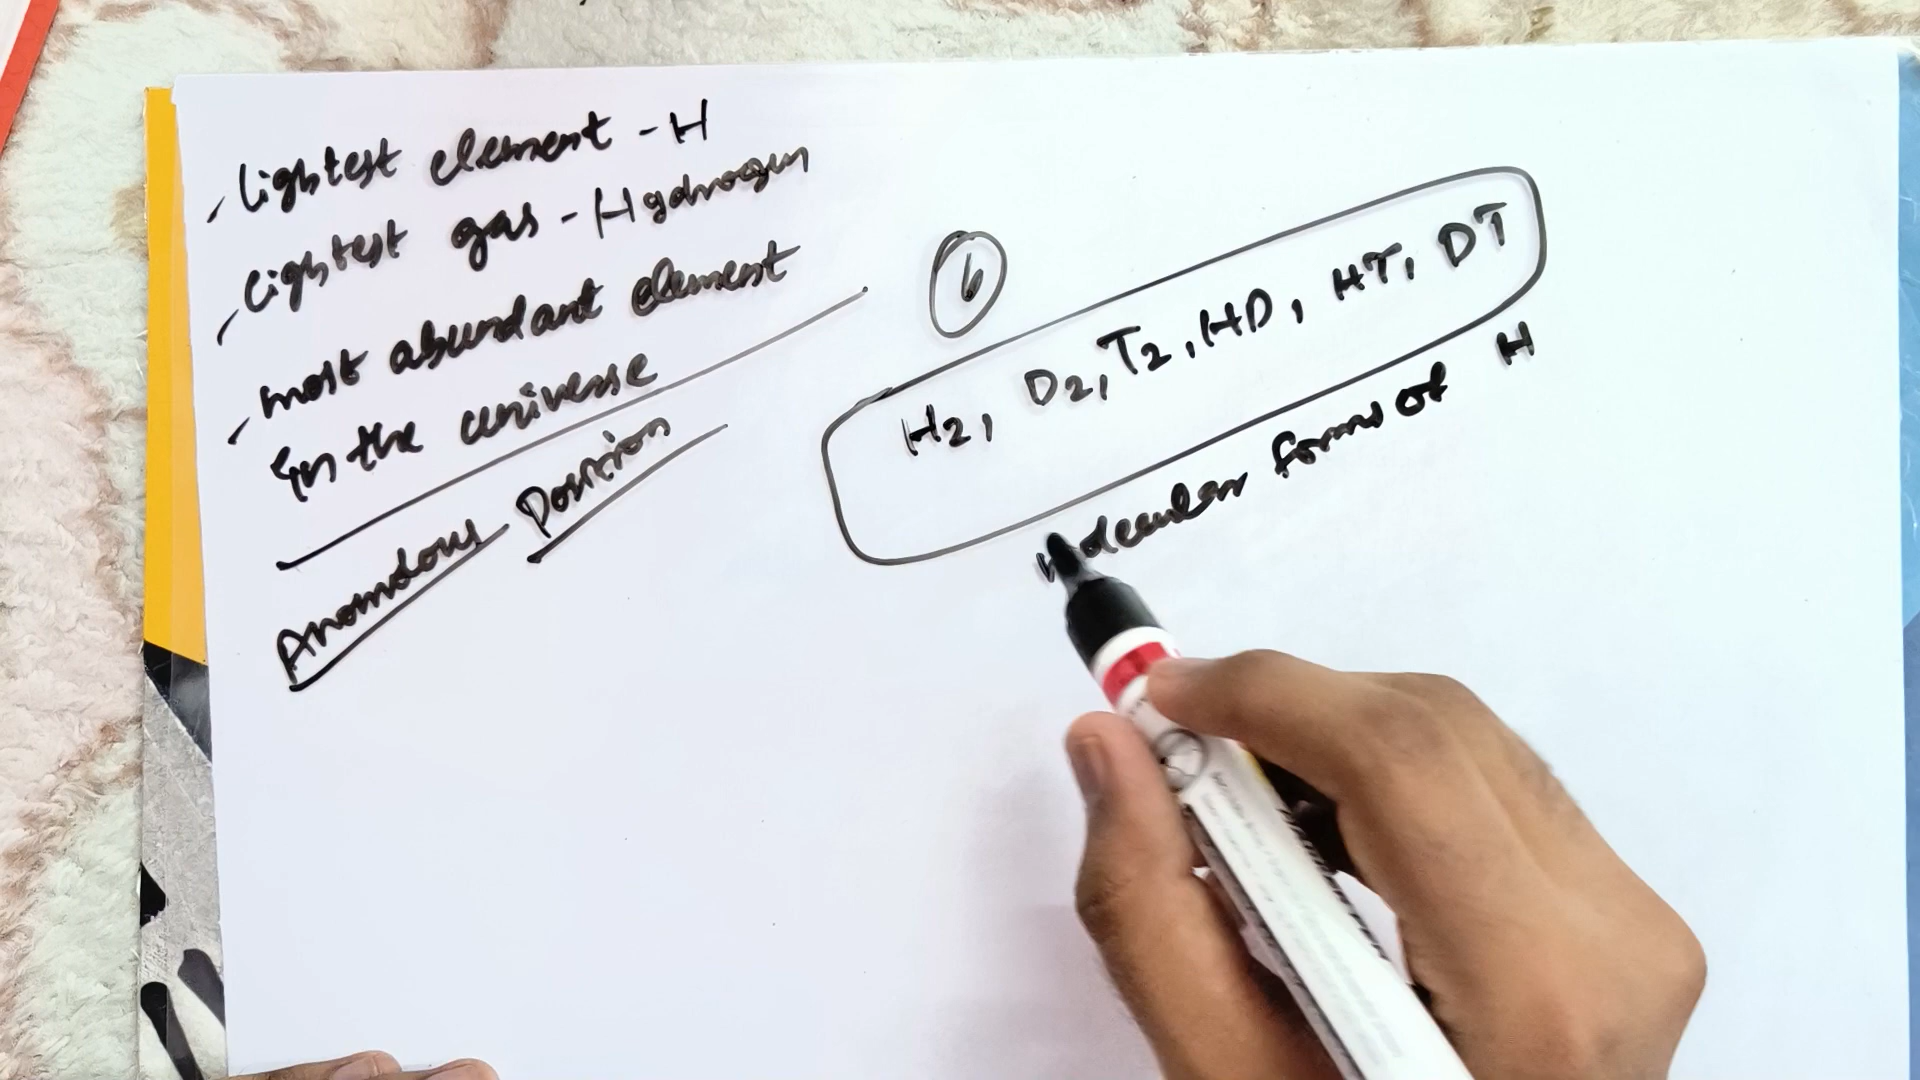 Lightest element - H
Lightest gas - Hydrogen
most abundant element
in the universe
Anomalous Position
6
H2, D2, T2, HD, HT, DT
molecular forms of H